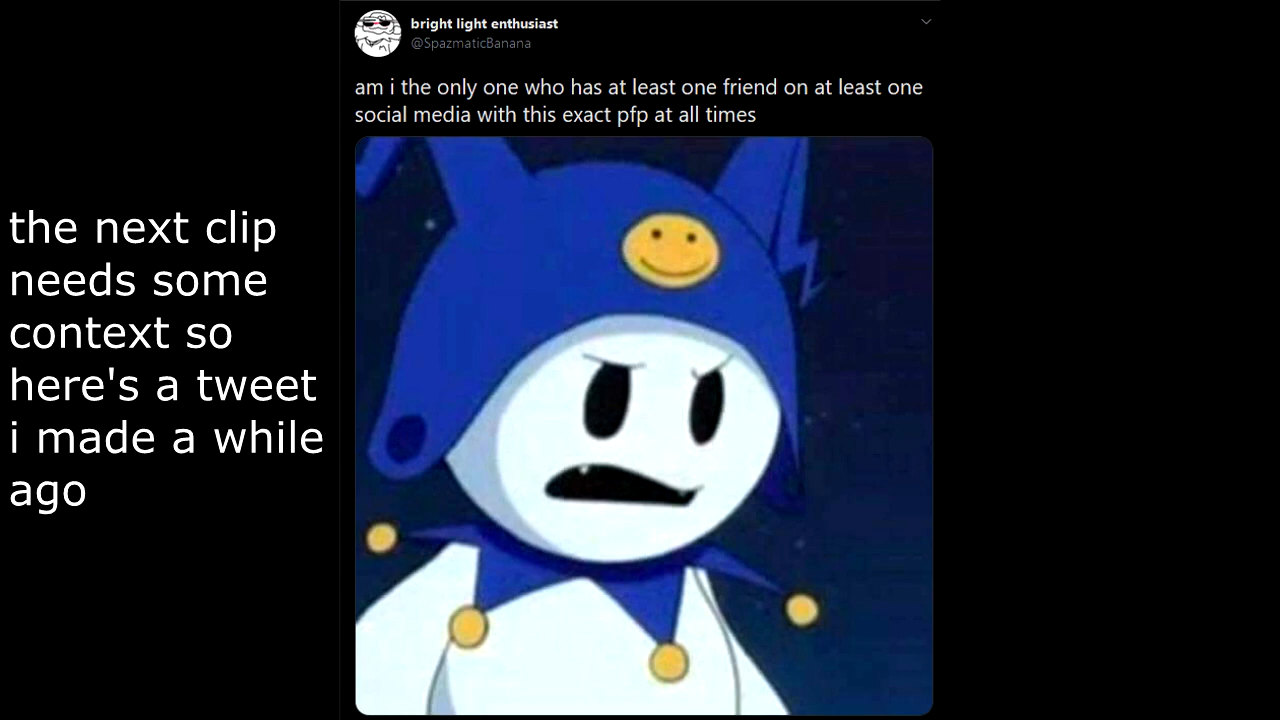 the next clip
needs some
context so
here's a tweet
i made a while
ago
bright light enthusiast
@SpazmaticBanana
am i the only one who has at least one friend on at least one
social media with this exact pfp at all times